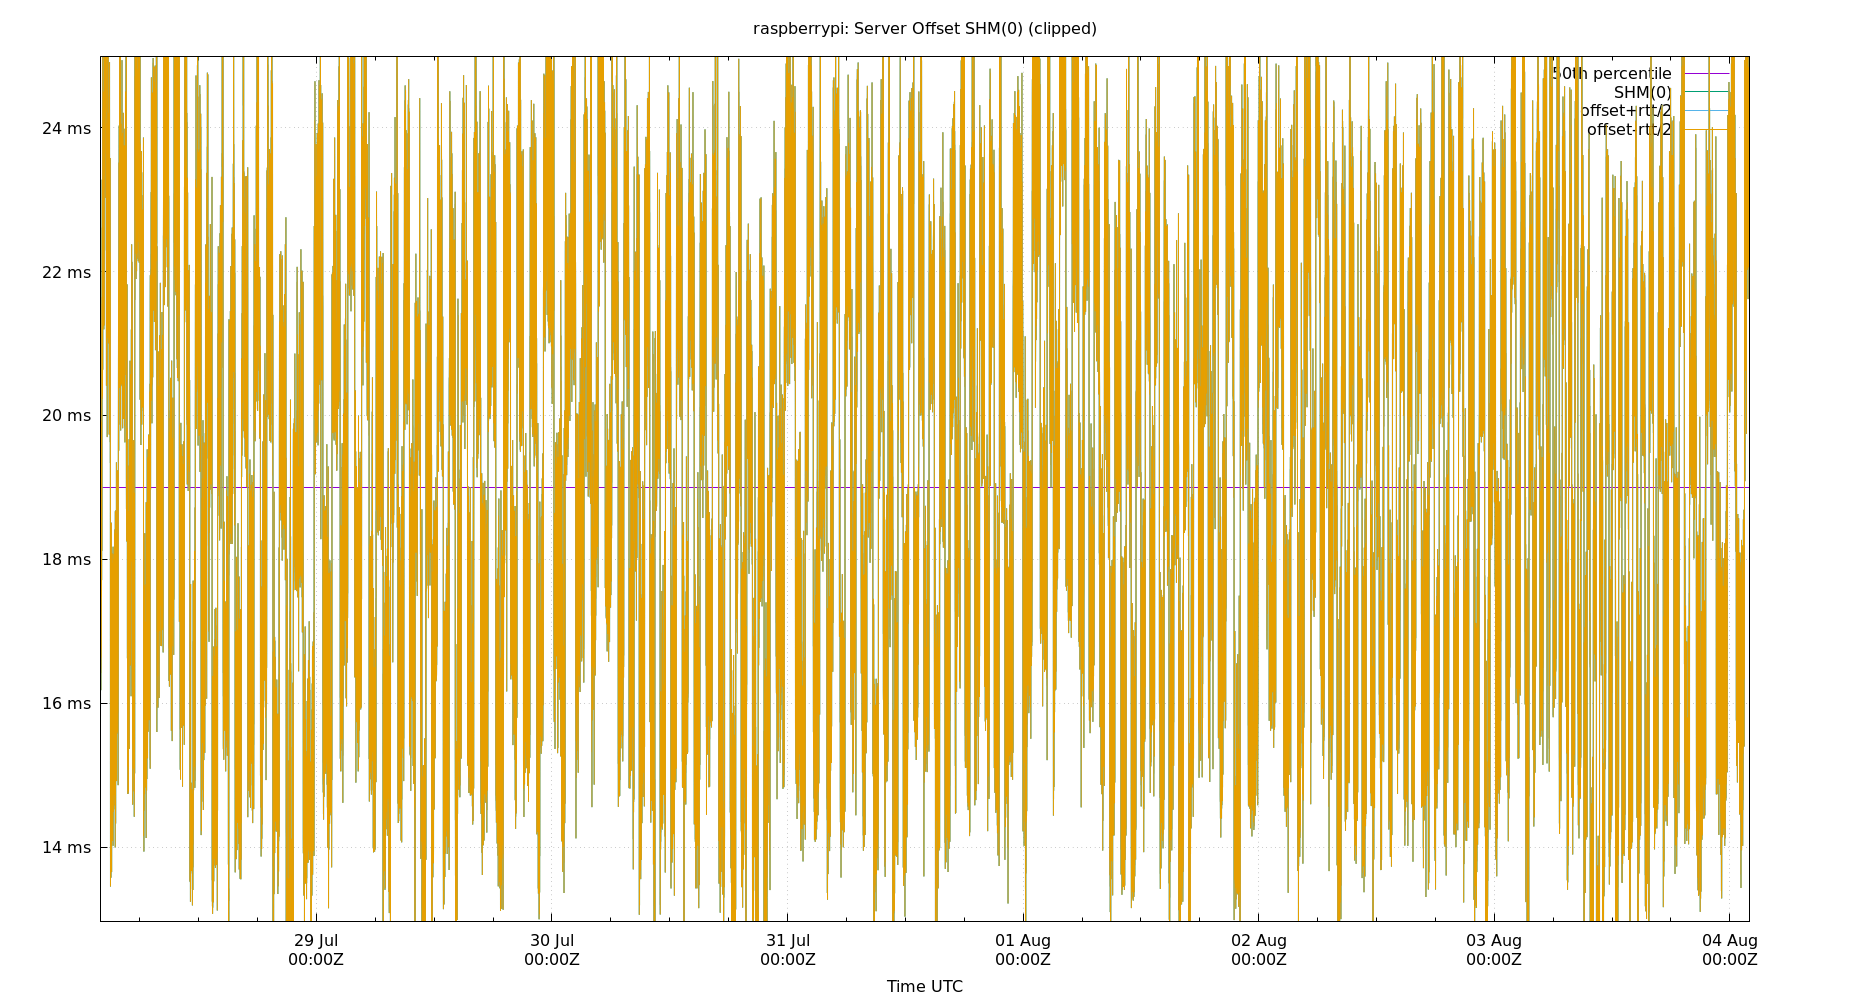 raspberrypi: Server Offset SHM(0) (clipped)
50th percentile
SHM(0)
offset+rtt/2
offset-rtt/2
24 ms
22 ms
20 ms
18 ms
16 ms
14 ms
29 Jul 30 Jul 31 Jul 01 Aug 02 Aug 03 Aug 04 Aug
00:00Z 00:00Z 00:00Z 00:00Z 00:00Z 00:00Z 00:00Z
Time UTC